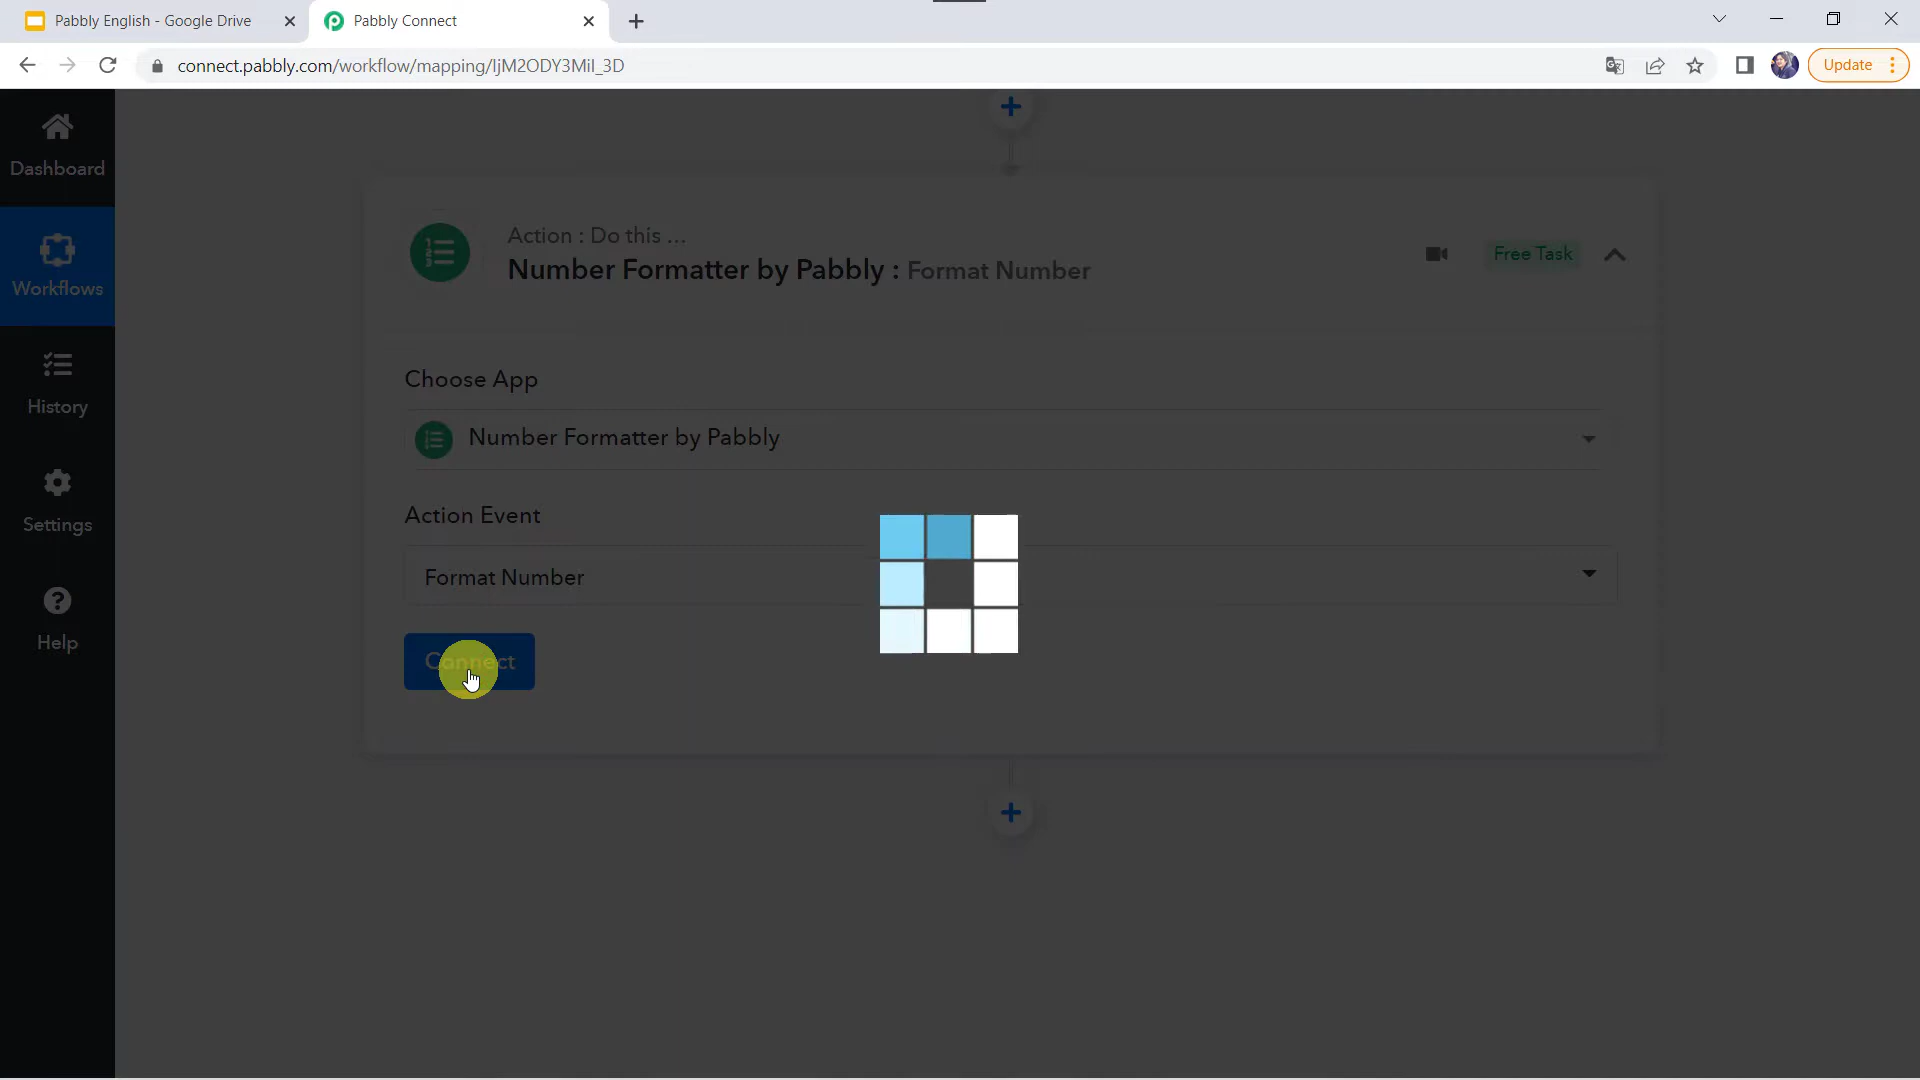 Pabbly English - Google Drive
Pabbly Connect
connect.pabbly.com/workflow/mapping/IjM2ODY3MiI_3D
Update
Dashboard
Workflows
History
Settings
Help
Action : Do this ...
Number Formatter by Pabbly : Format Number
Free Task
Choose App
Number Formatter by Pabbly
Action Event
Format Number
Connect